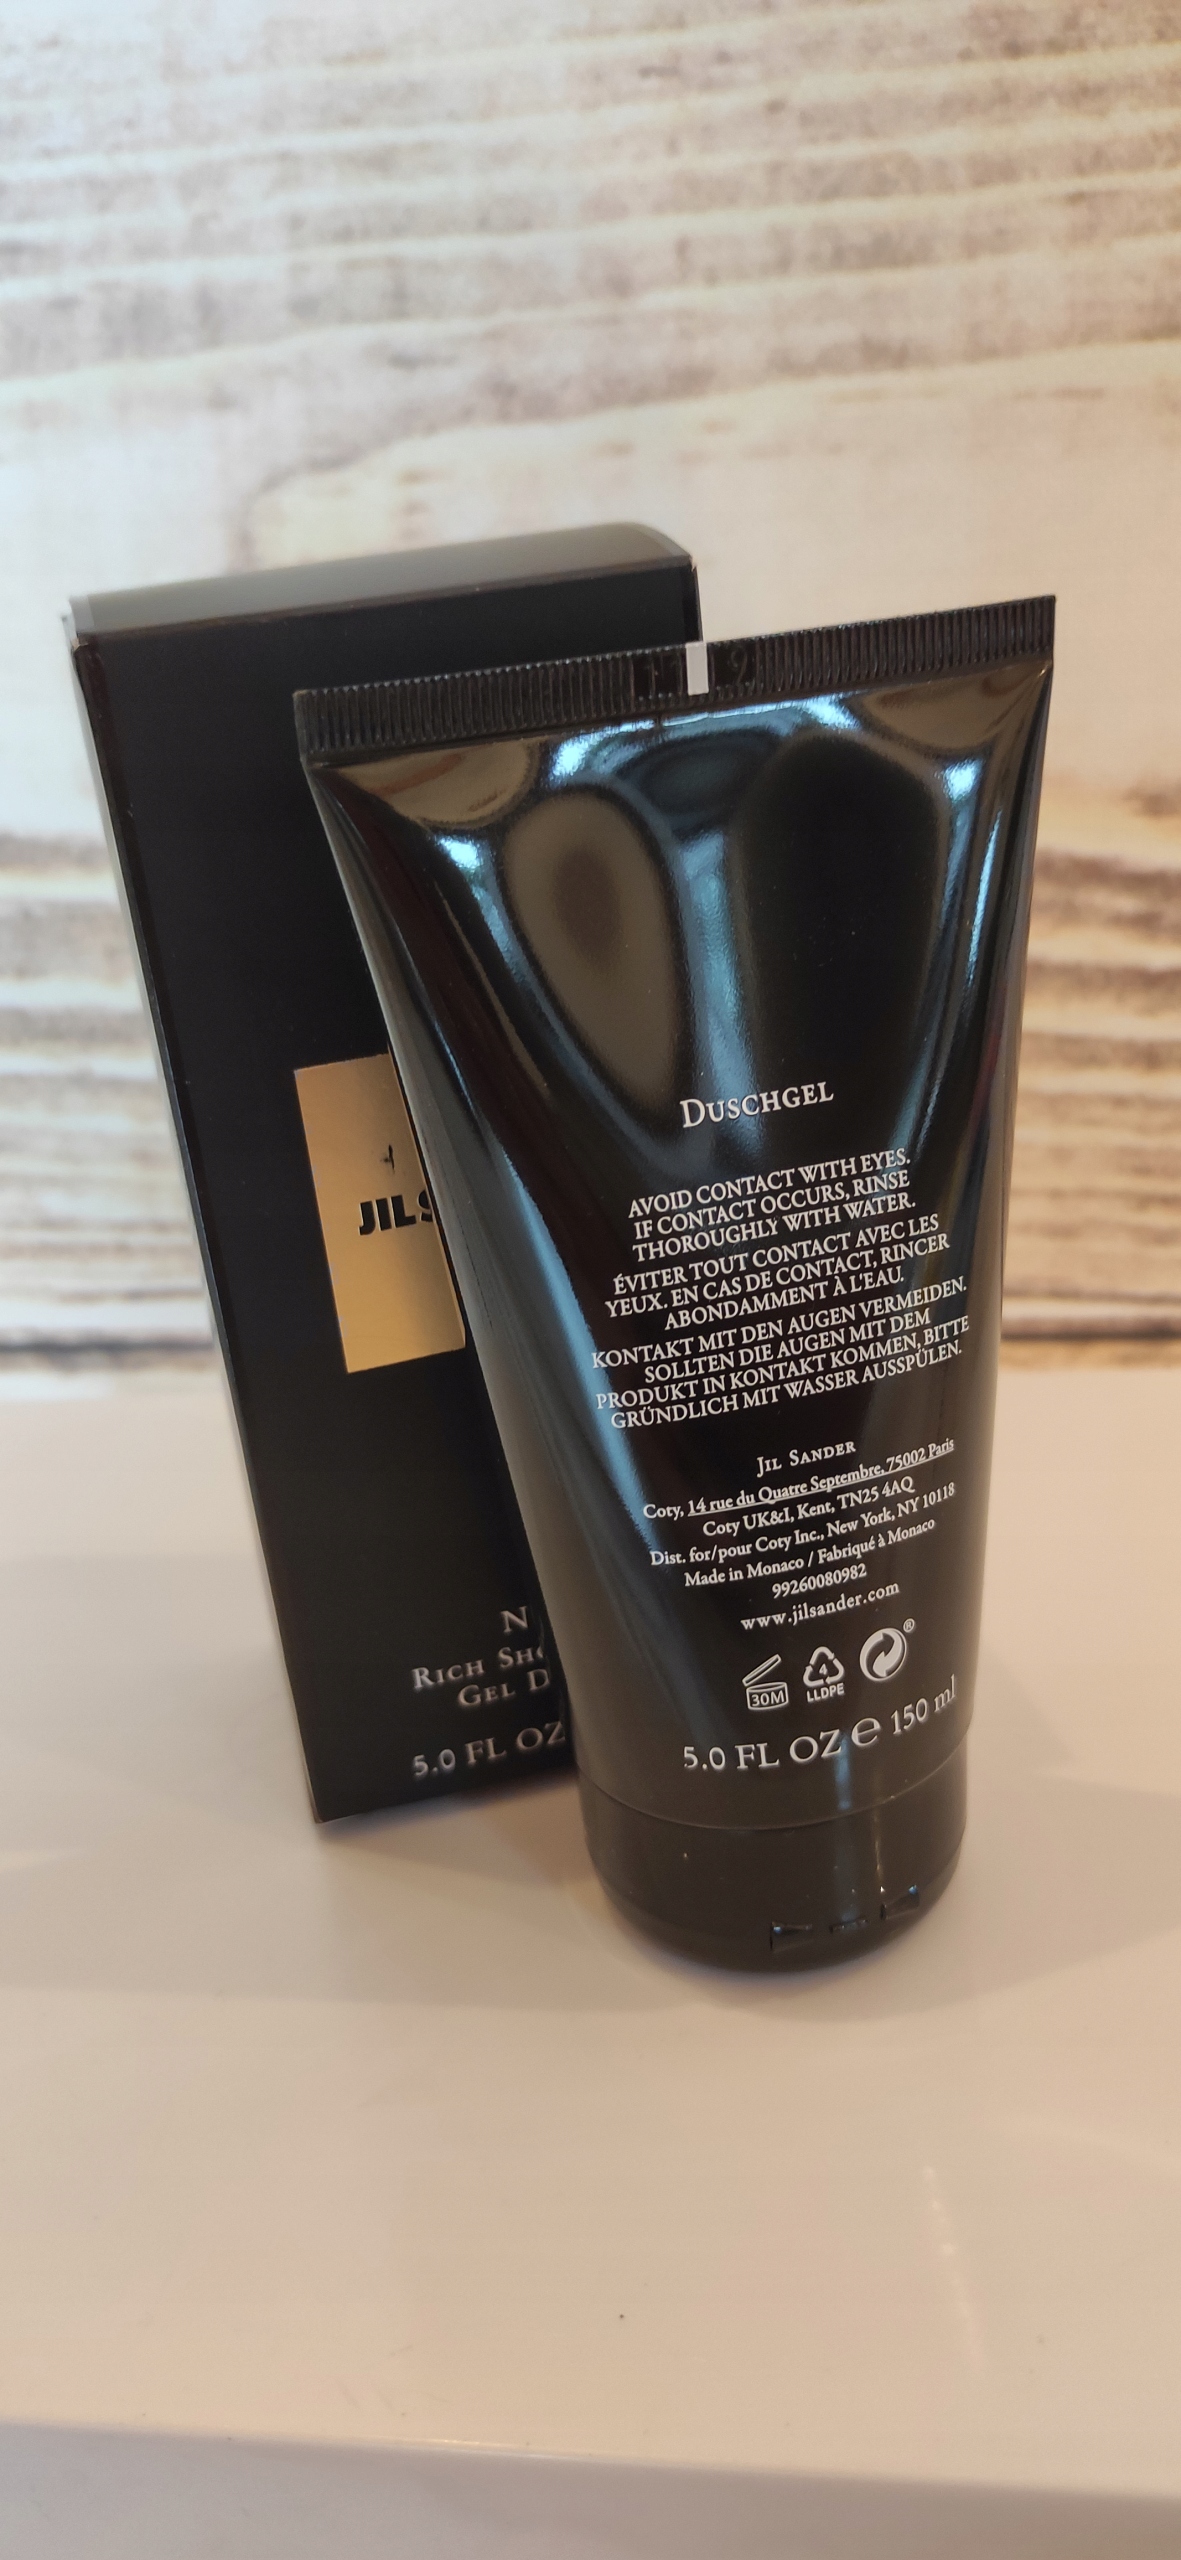 JIL
N
RICH
GEL D
5.0 FL OZ
DUSCHGEL
AVOID CONTACT WITH EYES.
IF CONTACT OCCURS, RINSE
THOROUGHLY WITH WATER.
ÉVITER TOUT CONTACT AVEC LES
YEUX. EN CAS DE CONTACT, RINCER
ABONDAMMENT À L'EAU.
KONTAKT MIT DEN AUGEN VERMEIDEN.
SOLLTEN DIE AUGEN MIT DEM
PRODUKT IN KONTAKT KOMMEN, BITTE
GRÜNDLICH MIT WASSER AUSSPÜLEN.
JIL SANDER
Coty, 14 rue du Quatre Septembre, 75002 Paris
Coty UK&I, Kent, TN25 4AQ
Dist. for/pour Coty Inc., New York, NY 10118
Made in Monaco / Fabriqué à Monaco
99260080982
www.jilsander.com
30M
4
LLDPE
®
5.0 FL OZ e 150 ml